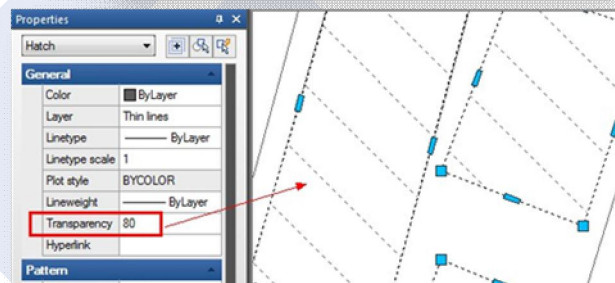 Properties
Hatch
General
Color ByLayer
Layer Thin lines
Linetype ByLayer
Linetype scale 1
Plot style BYCOLOR
Lineweight ByLayer
Transparency 80
Hyperlink
Pattern